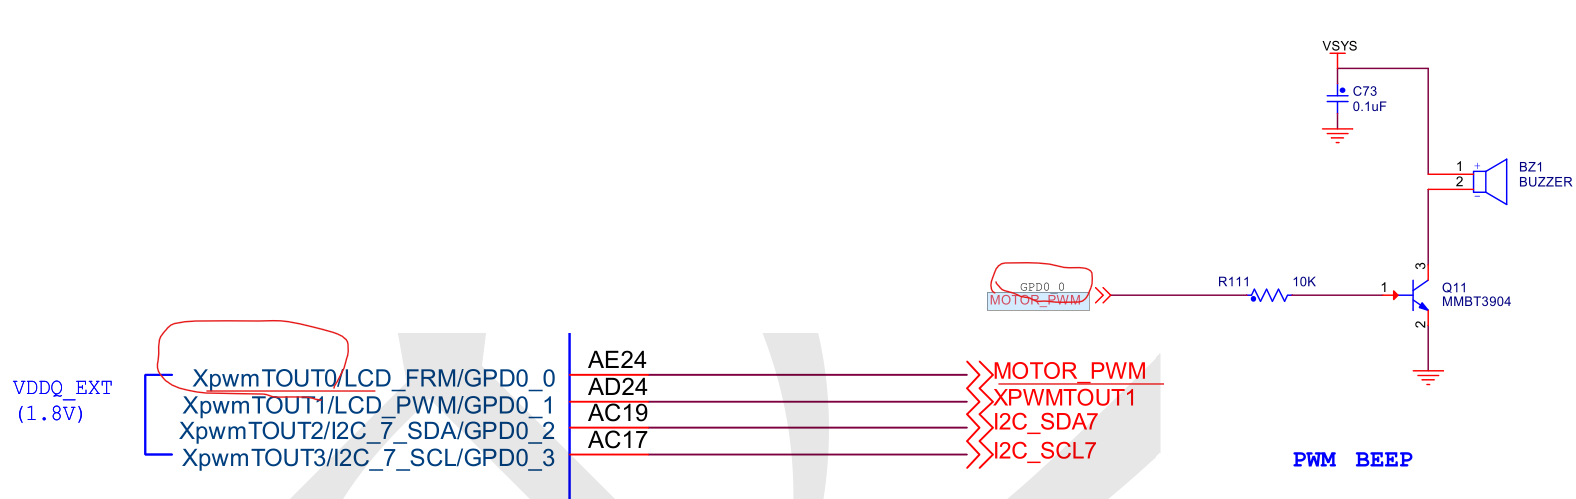 VSYS
C73
0.1uF
1
+
BZ1
2
BUZZER
-
3
GPD0_0
MOTOR_PWM
R111
10K
1
Q11
MMBT3904
2
VDDQ_EXT
(1.8V)
XpwmTOUT0/LCD_FRM/GPD0_0
AE24
MOTOR_PWM
XpwmTOUT1/LCD_PWM/GPD0_1
AD24
XPWMTOUT1
XpwmTOUT2/I2C_7_SDA/GPD0_2
AC19
I2C_SDA7
XpwmTOUT3/I2C_7_SCL/GPD0_3
AC17
I2C_SCL7
PWM BEEP